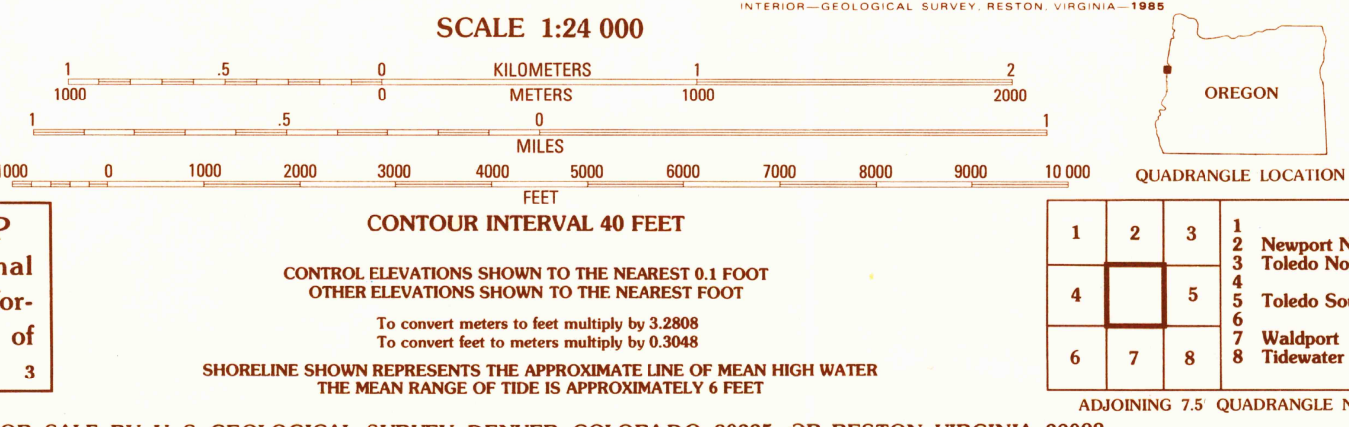 INTERIOR—GEOLOGICAL SURVEY, RESTON, VIRGINIA—1985
SCALE 1:24 000
1 .5 0 KILOMETERS 1 2
1000 0 METERS 1000 2000
1 .5 0 1
MILES
1000 0 1000 2000 3000 4000 5000 6000 7000 8000 9000 10 000
FEET
OREGON
QUADRANGLE LOCATION
CONTOUR INTERVAL 40 FEET
CONTROL ELEVATIONS SHOWN TO THE NEAREST 0.1 FOOT
OTHER ELEVATIONS SHOWN TO THE NEAREST FOOT
To convert meters to feet multiply by 3.2808
To convert feet to meters multiply by 0.3048
SHORELINE SHOWN REPRESENTS THE APPROXIMATE LINE OF MEAN HIGH WATER
THE MEAN RANGE OF TIDE IS APPROXIMATELY 6 FEET
nal
or-
of
3
1 2 3
4 5
6 7 8
1
2 Newport N
3 Toledo No
4
5 Toledo Sou
6
7 Waldport
8 Tidewater
ADJOINING 7.5' QUADRANGLE N